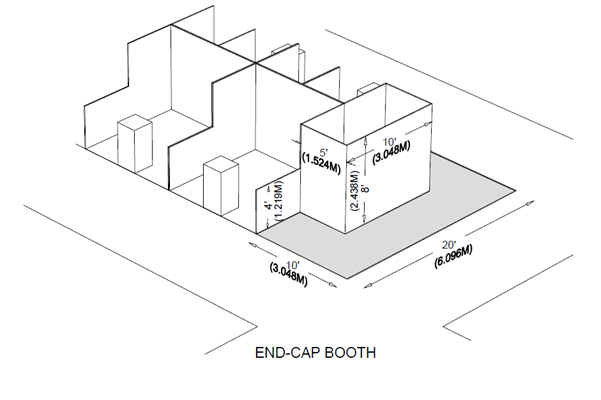 5'
(1.524M)
10'
(3.048M)
8'
(2.438M)
4'
(1.219M)
10'
(3.048M)
20'
(6.096M)
END-CAP BOOTH